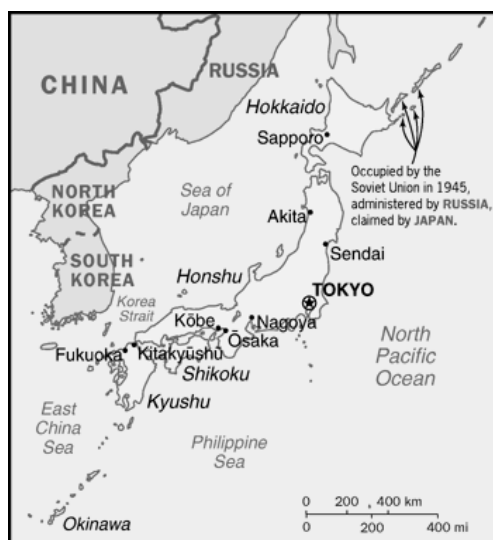 CHINA
RUSSIA
Hokkaido
Sapporo
Occupied by the
Soviet Union in 1945,
administered by RUSSIA,
claimed by JAPAN.
NORTH
KOREA
Sea of
Japan
Akita
Sendai
SOUTH
KOREA
Honshu
TOKYO
Korea
Strait
Kōbe
Nagoya
Ōsaka
North
Pacific
Ocean
Fukuoka
Kitakyūshū
Shikoku
Kyushu
East
China
Sea
Philippine
Sea
Okinawa
0 200 400 km
0 200 400 mi